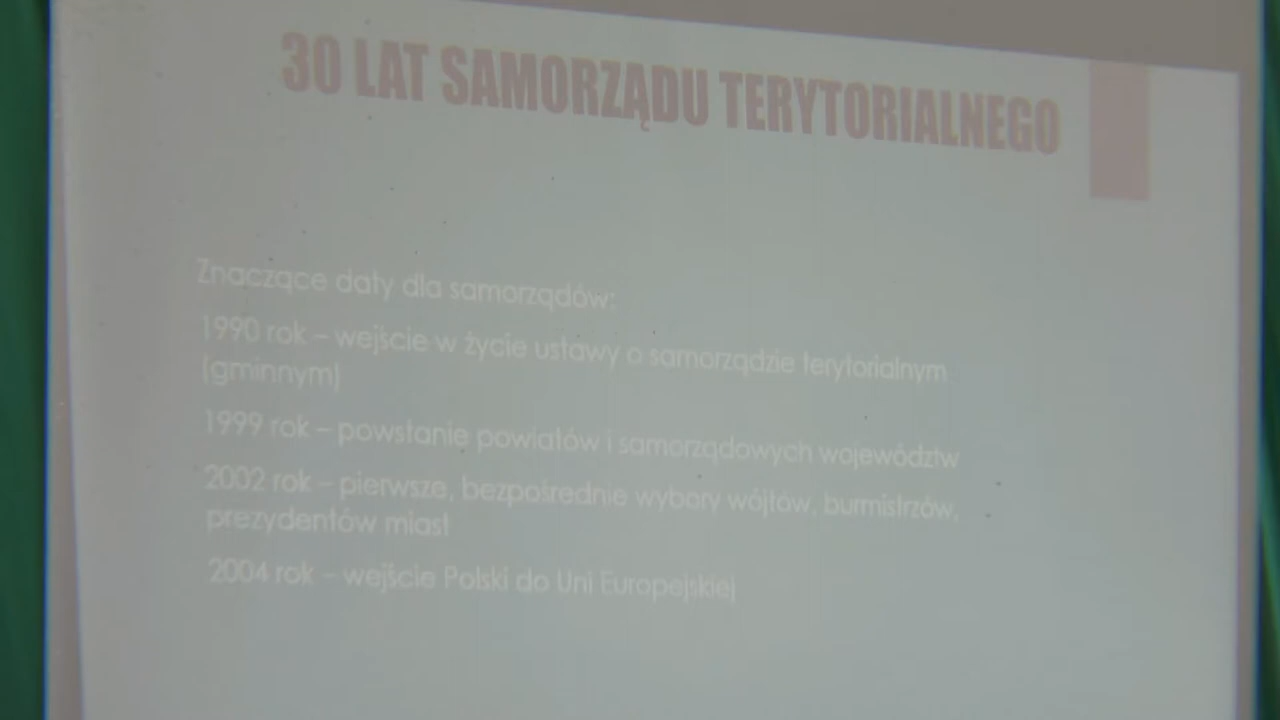 30 LAT SAMORZĄDU TERYTORIALNEGO
Znaczące daty dla samorządów:
1990 rok – wejście w życie ustawy o samorządzie terytorialnym
(gminnym)
1999 rok – powstanie powiatów i samorządowych województw
2002 rok – pierwsze, bezpośrednie wybory wójtów, burmistrzów,
prezydentów miast
2004 rok – wejście Polski do Uni Europejskiej